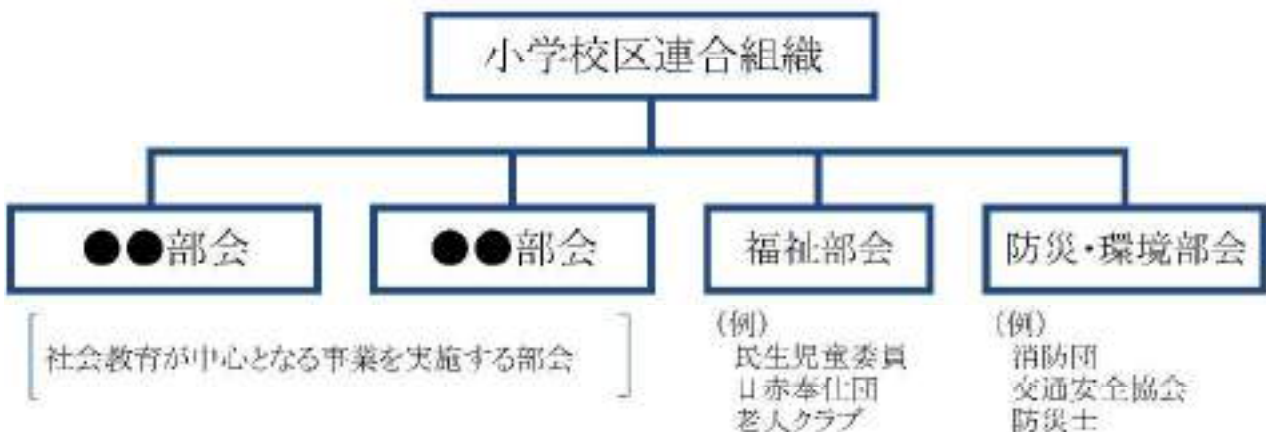 小学校区連合組織
●●部会
●●部会
福祉部会
防災・環境部会
社会教育が中心となる事業を実施する部会
(例)
民生児童委員
日赤奉仕団
老人クラブ
(例)
消防団
交通安全協会
防災士